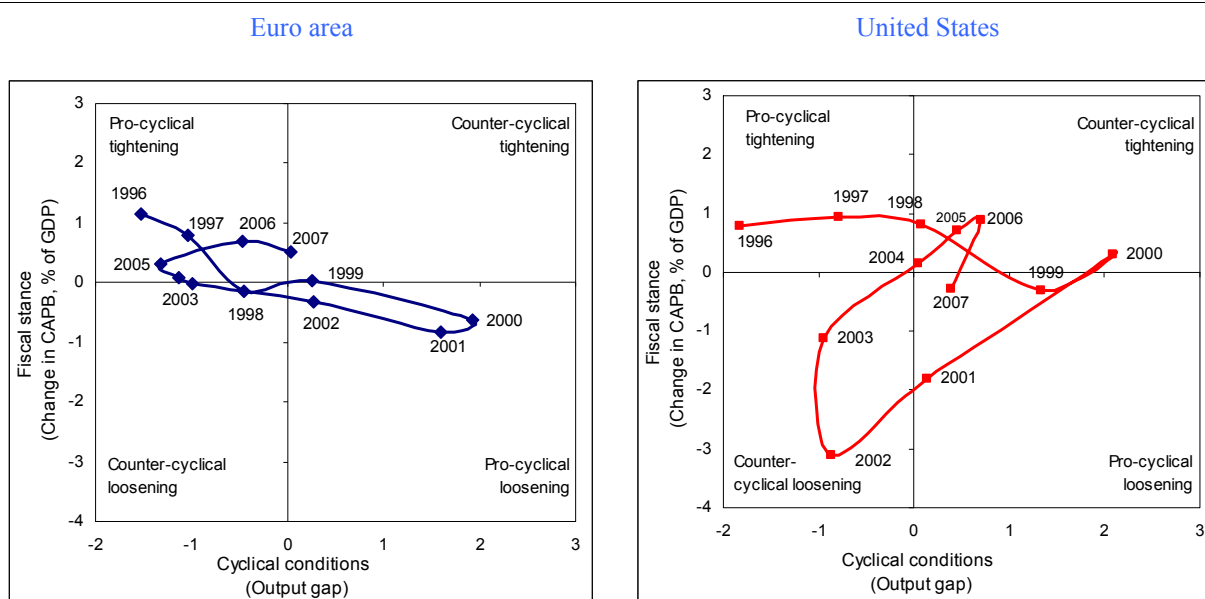 Euro area
Fiscal stance
(Change in CAPB, % of GDP)
3
2
1
0
-1
-2
-3
-4
Pro-cyclical
tightening
Counter-cyclical
tightening
1996
1997
2006
2007
2005
1999
2003
1998
2002
2000
2001
Counter-cyclical
loosening
Pro-cyclical
loosening
-2
-1
0
1
2
3
Cyclical conditions
(Output gap)
United States
Fiscal stance
(Change in CAPB, % of GDP)
3
2
1
0
-1
-2
-3
-4
Pro-cyclical
tightening
Counter-cyclical
tightening
1997
1998
2005
2006
1996
2004
2000
1999
2007
2003
2001
2002
Counter-
cyclical loosening
Pro-cyclical
loosening
-2
-1
0
1
2
3
Cyclical conditions
(Output gap)